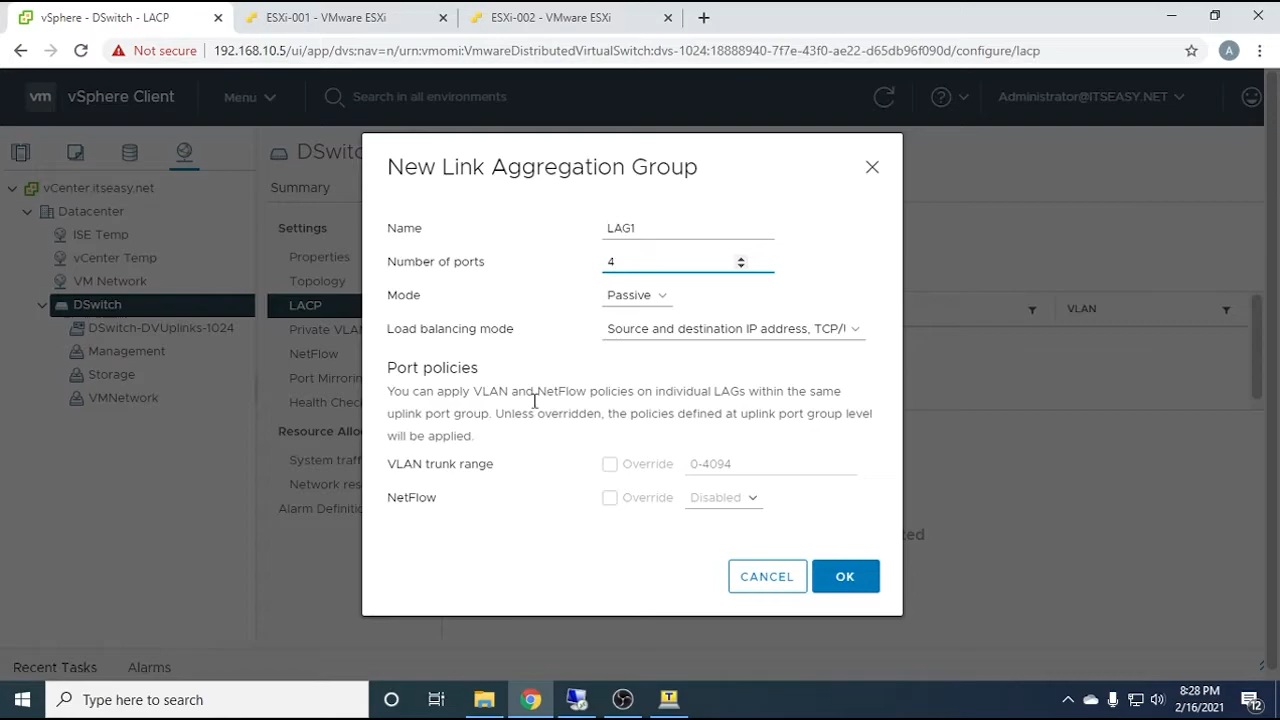 vSphere - DSwitch - LACP
ESXi-001 - VMware ESXi
ESXi-002 - VMware ESXi
Not secure
192.168.10.5/ui/app/dvs;nav=n/urn:vmomi:VmwareDistributedVirtualSwitch:dvs-1024:18888940-7f7e-43f0-ae22-d65db96f090d/configure/lacp
A
vm vSphere Client
Menu
Search in all environments
Administrator@ITSEASY.NET
vCenter.itseasy.net
Datacenter
ISE Temp
vCenter Temp
VM Network
DSwitch
DSwitch-DVUplinks-1024
Management
Storage
VMNetwork
Summary
Settings
Properties
Topology
LACP
NetFlow
VLAN
New Link Aggregation Group
Name
LAG1
Number of ports
4
Mode
Passive
Load balancing mode
Source and destination IP address, TCP/
Port policies
You can apply VLAN and NetFlow policies on individual LAGs within the same
uplink port group. Unless overridden, the policies defined at uplink port group level
will be applied.
VLAN trunk range
Override
0-4094
NetFlow
Override
Disabled
CANCEL
OK
Recent Tasks
Alarms
Type here to search
8:28 PM
2/16/2021
12